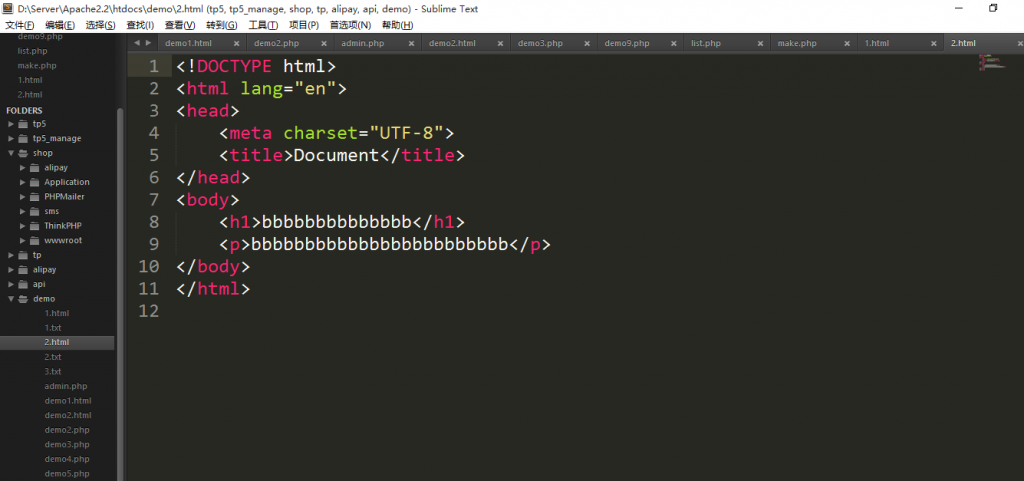 D:\Server\Apache2.2\htdocs\demo\2.html (tp5, tp5_manage, shop, tp, alipay, api, demo) - Sublime Text
文件(F) 编辑(E) 选择(S) 查找(I) 查看(V) 转到(G) 工具(T) 项目(P) 首选项(N) 帮助(H)
demo1.html demo2.php admin.php demo2.html demo3.php demo9.php list.php make.php 1.html 2.html
demo9.php
list.php
make.php
1.html
2.html
FOLDERS
tp5
tp5_manage
shop
alipay
Application
PHPMailer
sms
ThinkPHP
wwwroot
tp
alipay
api
demo
1.html
1.txt
2.html
2.txt
3.txt
admin.php
demo1.html
demo2.html
demo2.php
demo3.php
demo4.php
demo5.php
1 <!DOCTYPE html>
2 <html lang="en">
3 <head>
4 <meta charset="UTF-8">
5 <title>Document</title>
6 </head>
7 <body>
8 <h1>bbbbbbbbbbbbbb</h1>
9 <p>bbbbbbbbbbbbbbbbbbbbbbbb</p>
10 </body>
11 </html>
12